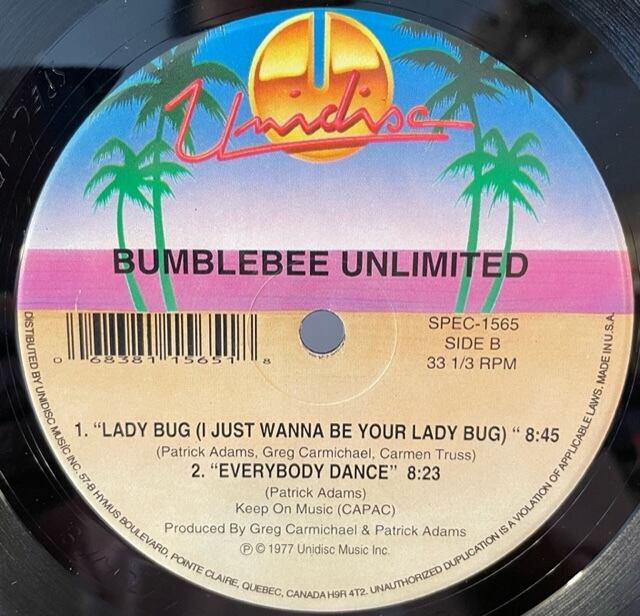 Unidisc
BUMBLEBEE UNLIMITED
SPEC-1565
SIDE B
33 1/3 RPM
0 68381 15651 8
1. “LADY BUG (I JUST WANNA BE YOUR LADY BUG) “ 8:45
(Patrick Adams, Greg Carmichael, Carmen Truss)
2. “EVERYBODY DANCE” 8:23
(Patrick Adams)
Keep On Music (CAPAC)
Produced By Greg Carmichael & Patrick Adams
℗ © 1977 Unidisc Music Inc.
DISTRIBUTED BY UNIDISC MUSIC INC. 57-B HYMUS BOULEVARD, POINTE CLAIRE, QUEBEC, CANADA H9R 4T2. UNAUTHORIZED DUPLICATION IS A VIOLATION OF APPLICABLE LAWS. MADE IN U.S.A.